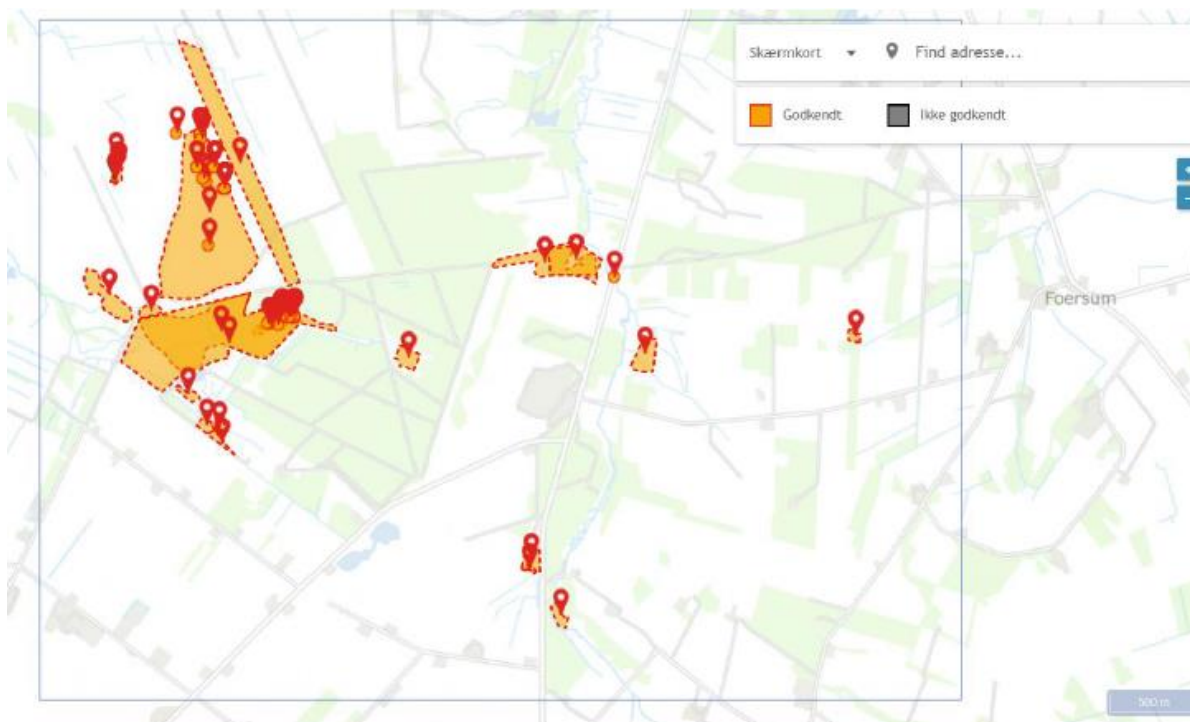 Skærmkort
Find adresse...
Godkendt
Ikke godkendt
Foersum
500 m